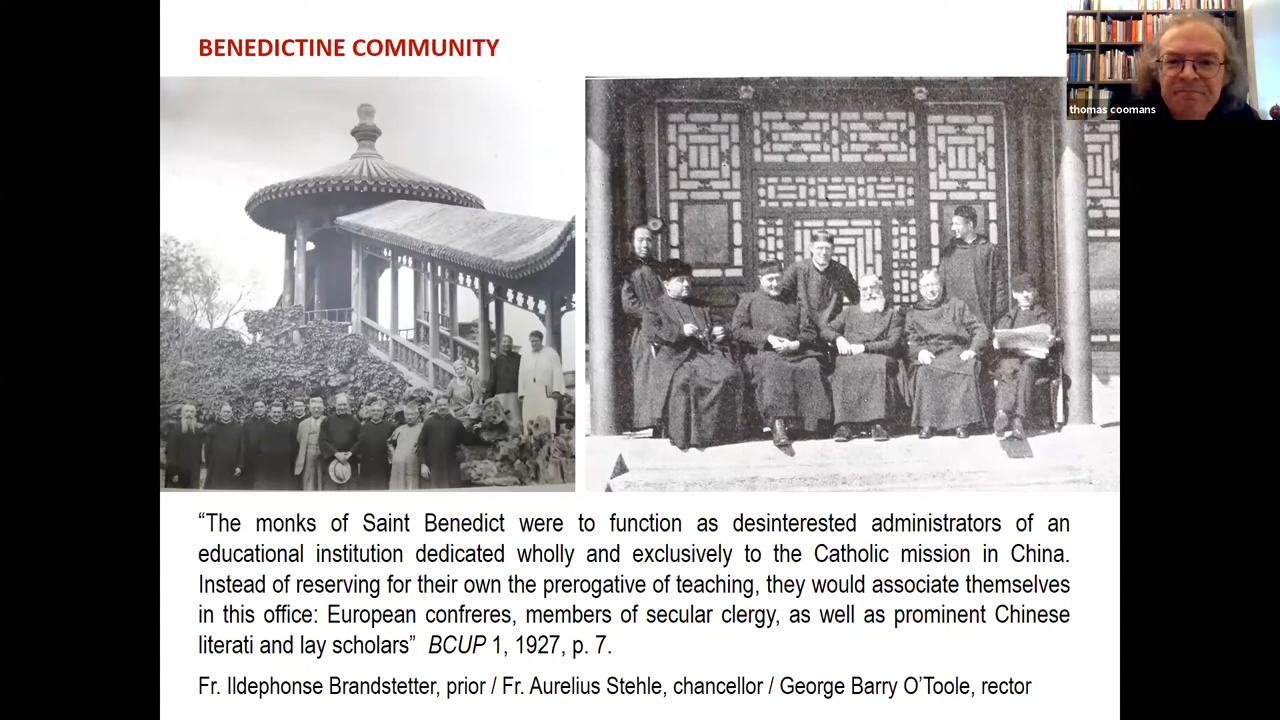 BENEDICTINE COMMUNITY
thomas coomans
“The monks of Saint Benedict were to function as desinterested administrators of an
educational institution dedicated wholly and exclusively to the Catholic mission in China.
Instead of reserving for their own the prerogative of teaching, they would associate themselves
in this office: European confreres, members of secular clergy, as well as prominent Chinese
literati and lay scholars” BCUP 1, 1927, p. 7.
Fr. Ildephonse Brandstetter, prior / Fr. Aurelius Stehle, chancellor / George Barry O’Toole, rector